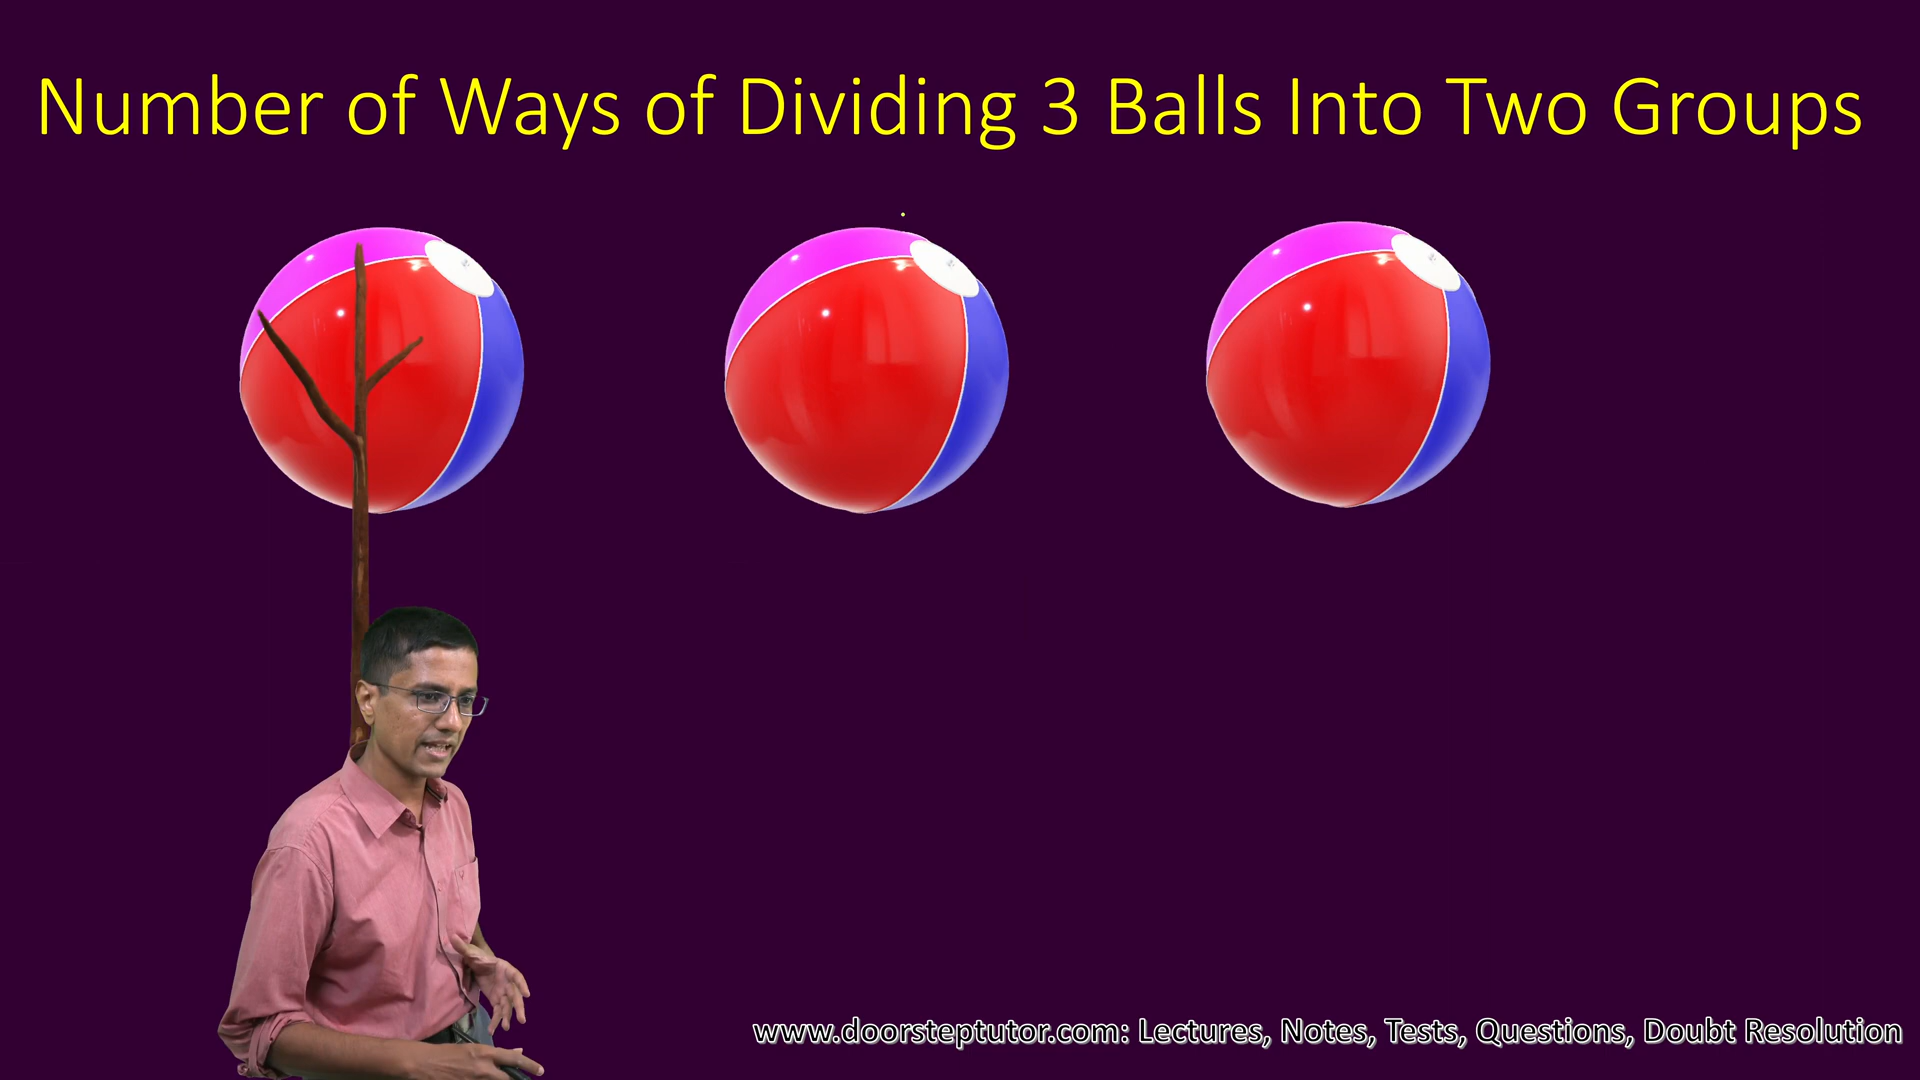 Number of Ways of Dividing 3 Balls Into Two Groups
www.doorsteptutor.com: Lectures, Notes, Tests, Questions, Doubt Resolution